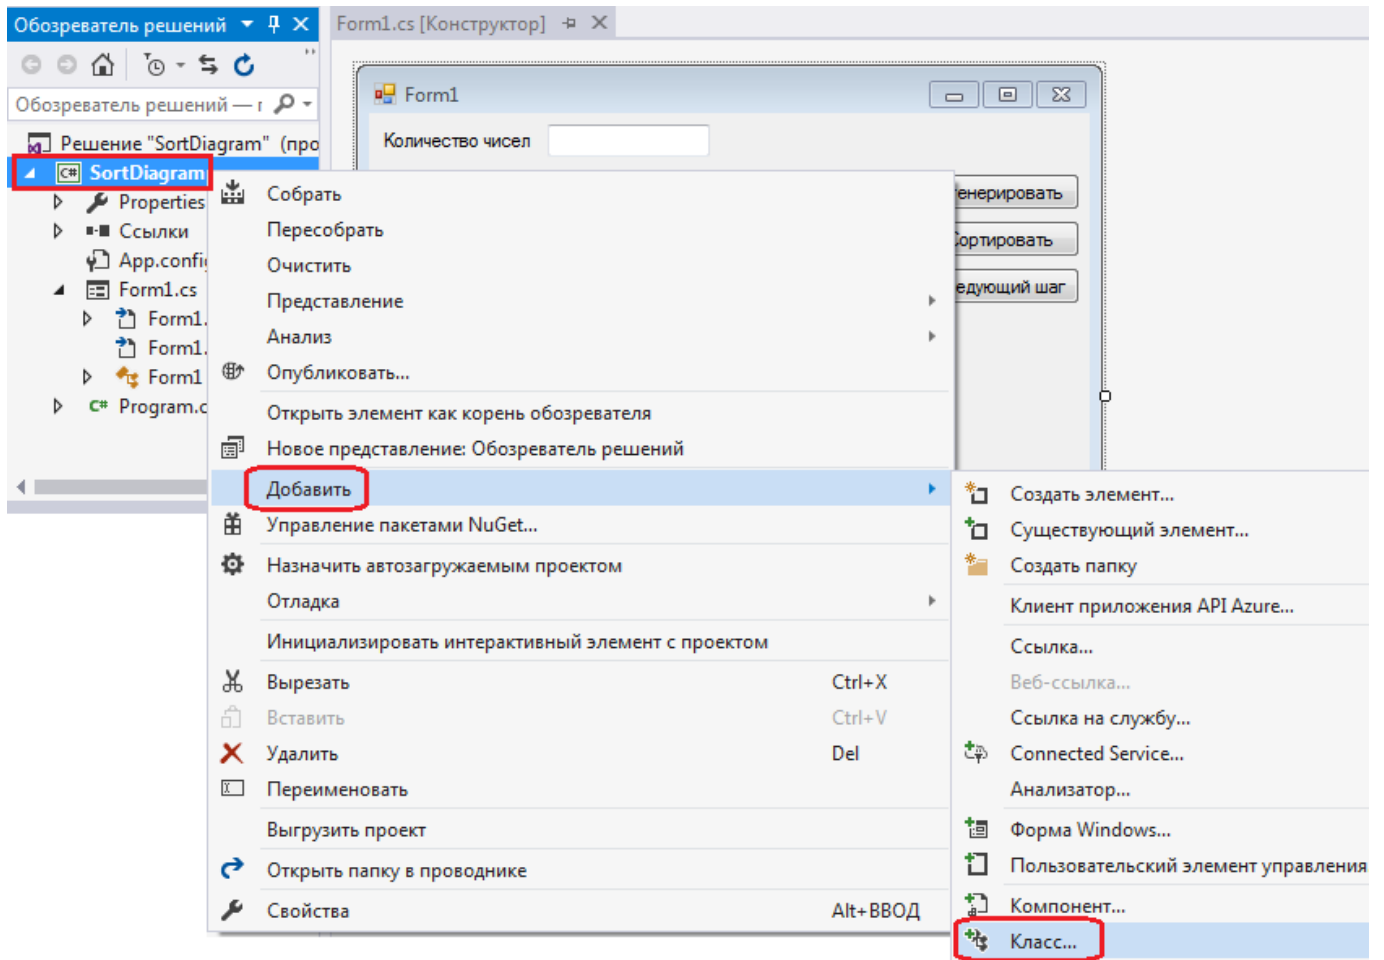 Обозреватель решений
Form1.cs [Конструктор]
Обозреватель решений — г
Решение "SortDiagram" (про
SortDiagram
Properties
Ссылки
App.config
Form1.cs
Form1.
Form1.
Form1
C# Program.c
Form1
Количество чисел
енерировать
Сортировать
едующий шаг
Собрать
Пересобрать
Очистить
Представление
Анализ
Опубликовать...
Открыть элемент как корень обозревателя
Новое представление: Обозреватель решений
Добавить
Управление пакетами NuGet...
Назначить автозагружаемым проектом
Отладка
Инициализировать интерактивный элемент с проектом
Вырезать Ctrl+X
Вставить Ctrl+V
Удалить Del
Переименовать
Выгрузить проект
Открыть папку в проводнике
Свойства Alt+ВВОД
Создать элемент...
Существующий элемент...
Создать папку
Клиент приложения API Azure...
Ссылка...
Веб-ссылка...
Ссылка на службу...
Connected Service...
Анализатор...
Форма Windows...
Пользовательский элемент управления
Компонент...
Класс...